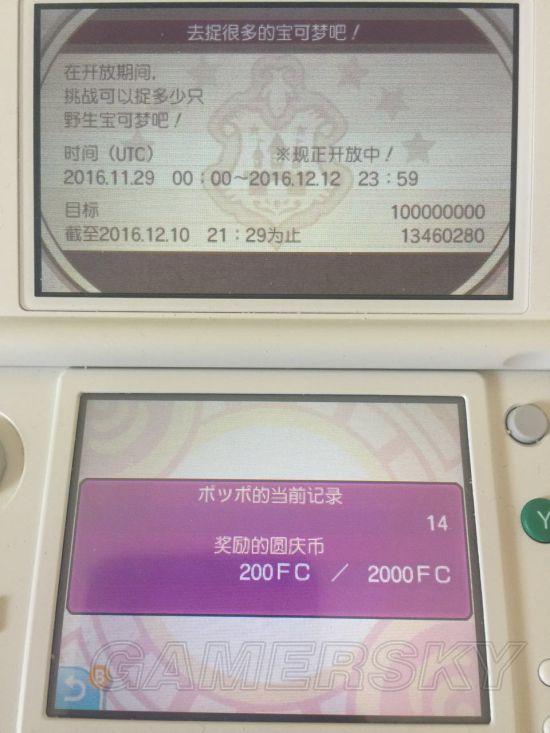 去捉很多的宝可梦吧！
在开放期间,
挑战可以捉多少只
野生宝可梦吧！
时间（UTC） ※现正开放中！
2016.11.29 00：00～2016.12.12 23：59
目标 100000000
截至2016.12.10 21：29为止 13460280
ポッポ的当前记录
14
奖励的圆庆币
200FC ／ 2000FC
B
Y
GAMERSKY